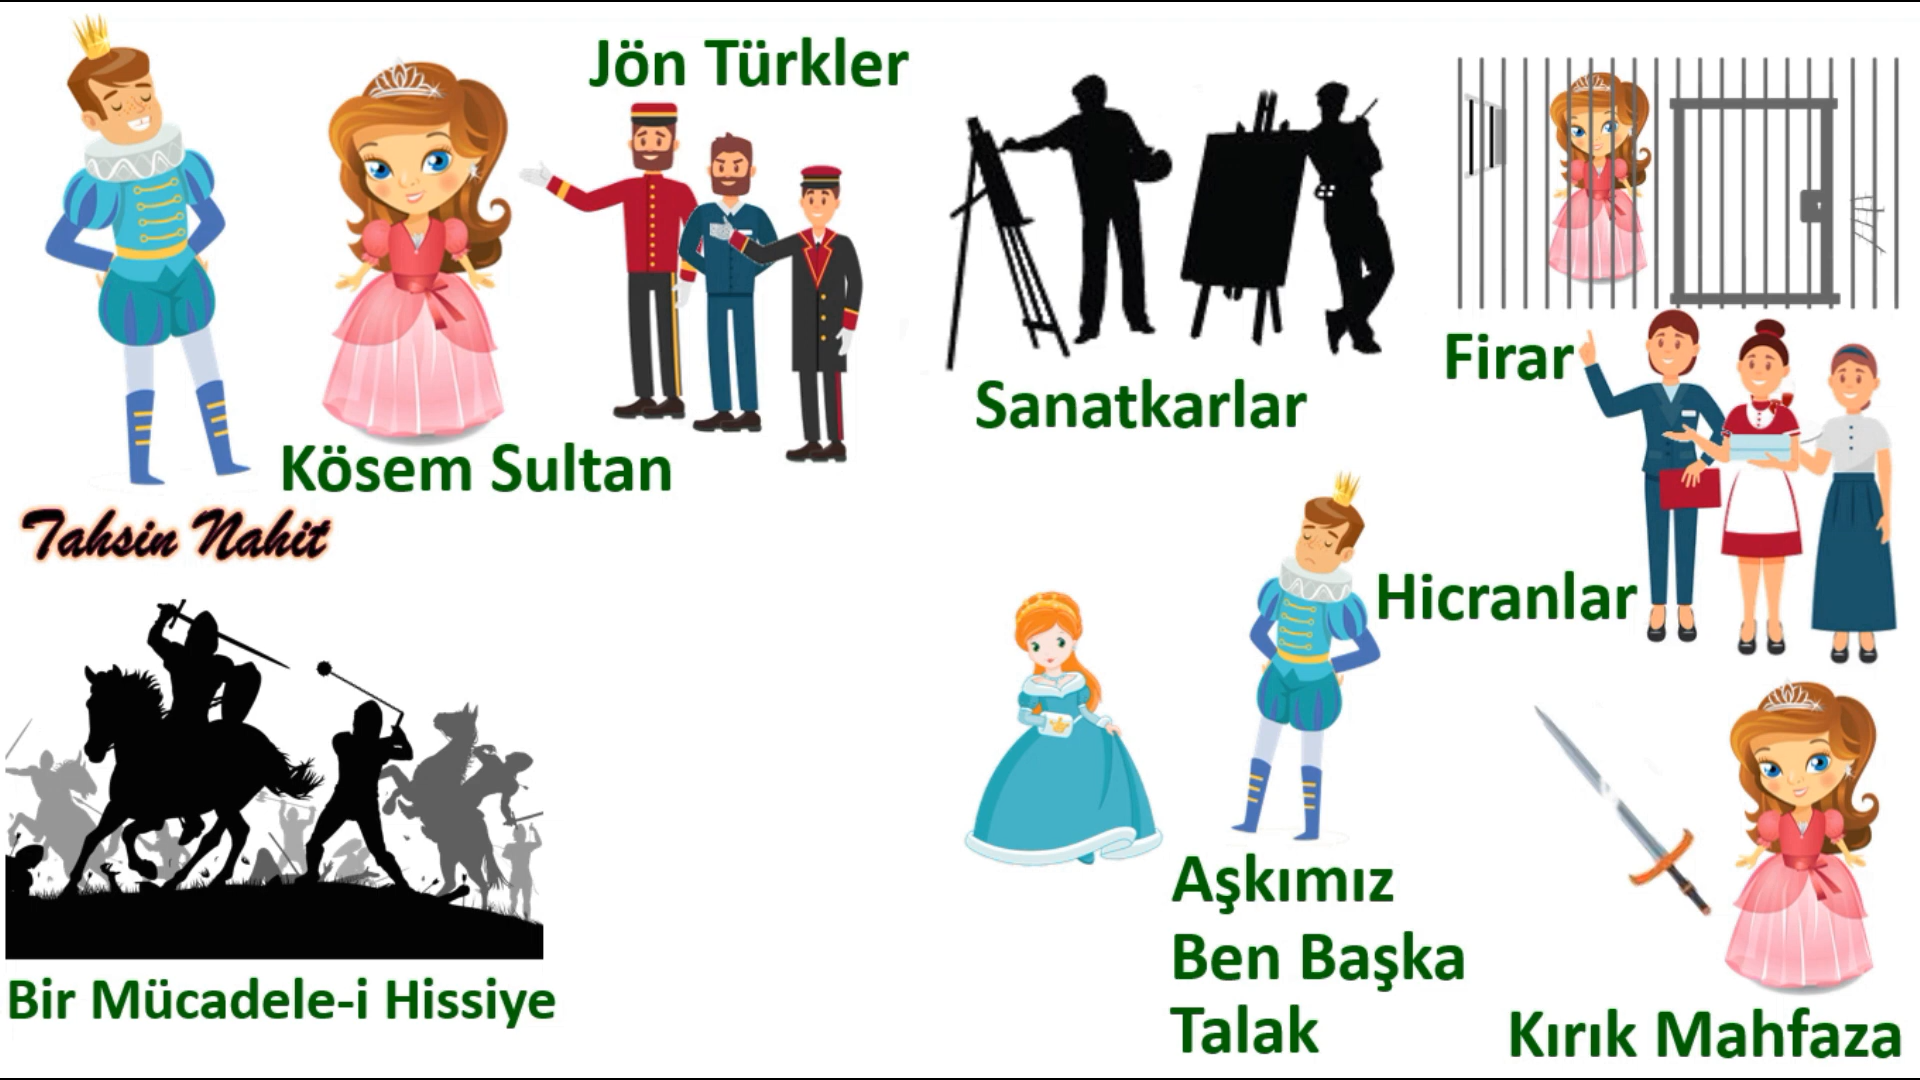 Jön Türkler
Kösem Sultan
Tahsin Nahit
Sanatkarlar
Firar
Hicranlar
Bir Mücadele-i Hissiye
Aşkımız
Ben Başka
Talak
Kırık Mahfaza